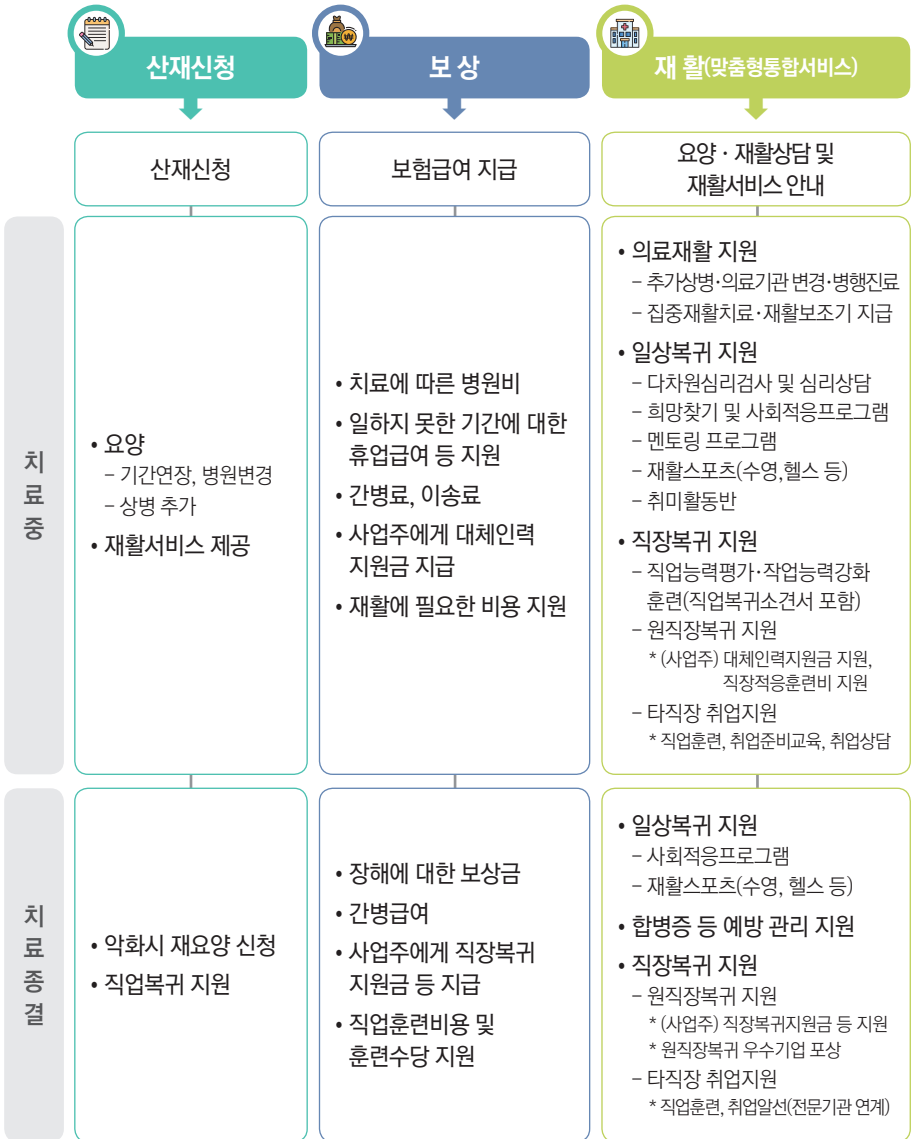 산재신청
보 상
재 활(맞춤형통합서비스)
산재신청
보험급여 지급
요양 · 재활상담 및
재활서비스 안내
치료중
• 요양
– 기간연장, 병원변경
– 상병 추가
• 재활서비스 제공
• 치료에 따른 병원비
• 일하지 못한 기간에 대한
휴업급여 등 지원
• 간병료, 이송료
• 사업주에게 대체인력
지원금 지급
• 재활에 필요한 비용 지원
• 의료재활 지원
– 추가상병·의료기관 변경·병행진료
– 집중재활치료·재활보조기 지급
• 일상복귀 지원
– 다차원심리검사 및 심리상담
– 희망찾기 및 사회적응프로그램
– 멘토링 프로그램
– 재활스포츠(수영,헬스 등)
– 취미활동반
• 직장복귀 지원
– 직업능력평가·작업능력강화
훈련(직업복귀소견서 포함)
– 원직장복귀 지원
* (사업주) 대체인력지원금 지원,
직장적응훈련비 지원
– 타직장 취업지원
* 직업훈련, 취업준비교육, 취업상담
치료종결
• 악화시 재요양 신청
• 직업복귀 지원
• 장해에 대한 보상금
• 간병급여
• 사업주에게 직장복귀
지원금 등 지급
• 직업훈련비용 및
훈련수당 지원
• 일상복귀 지원
– 사회적응프로그램
– 재활스포츠(수영, 헬스 등)
• 합병증 등 예방 관리 지원
• 직장복귀 지원
– 원직장복귀 지원
* (사업주) 직장복귀지원금 등 지원
* 원직장복귀 우수기업 포상
– 타직장 취업지원
* 직업훈련, 취업알선(전문기관 연계)